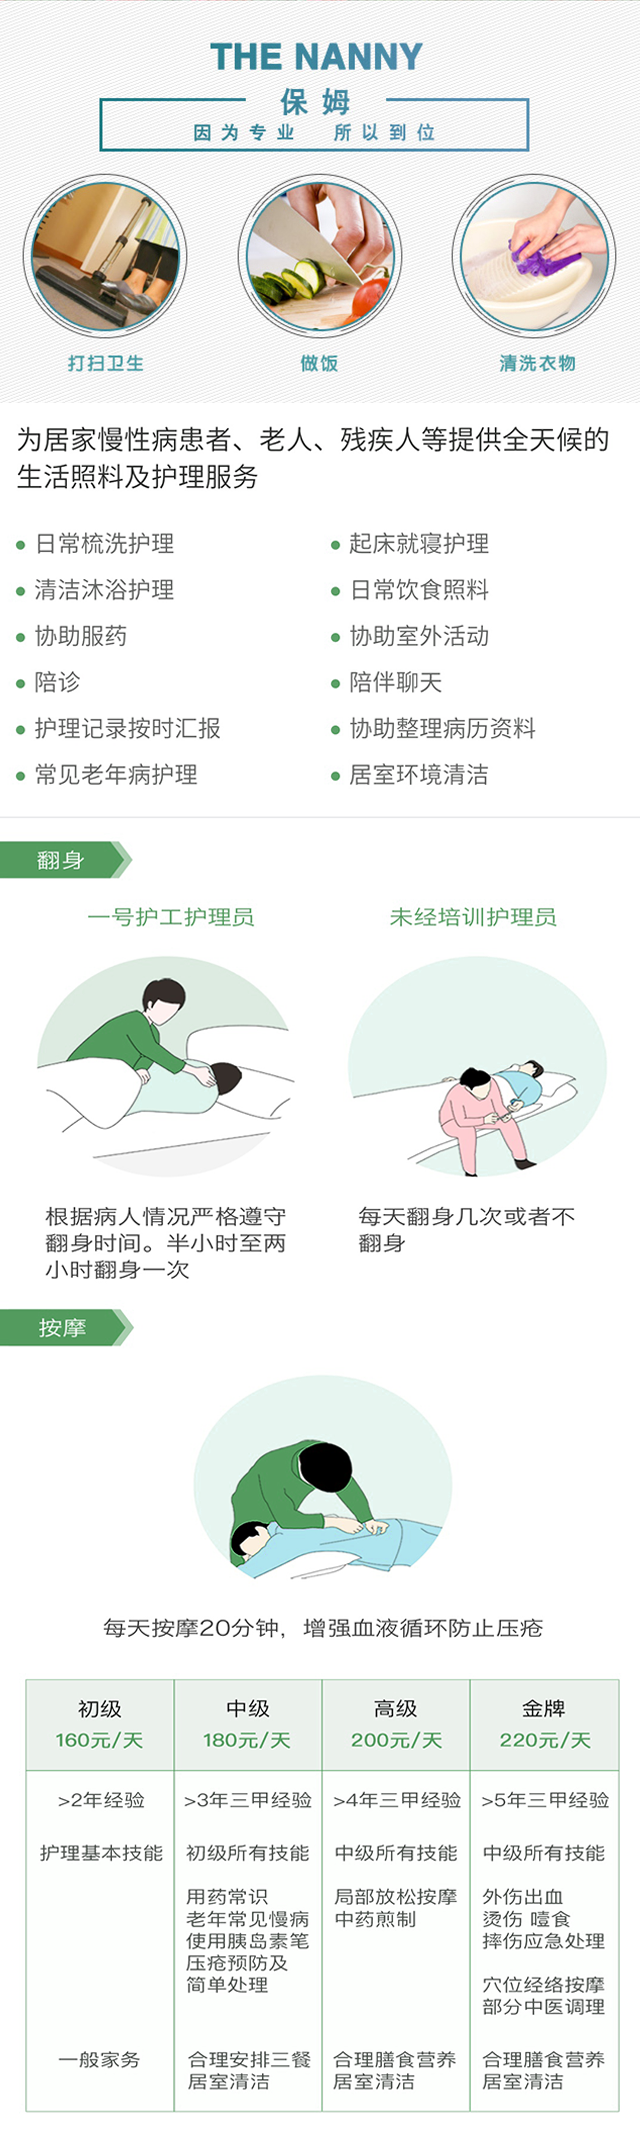 THE NANNY
保姆
因为专业 所以到位
打扫卫生 做饭 清洗衣物
为居家慢性病患者、老人、残疾人等提供全天候的
生活照料及护理服务
日常梳洗护理 起床就寝护理
清洁沐浴护理 日常饮食照料
协助服药 协助室外活动
陪诊 陪伴聊天
护理记录按时汇报 协助整理病历资料
常见老年病护理 居室环境清洁
翻身
一号护工护理员 未经培训护理员
根据病人情况严格遵守
翻身时间。半小时至两
小时翻身一次
每天翻身几次或者不
翻身
按摩
每天按摩20分钟，增强血液循环防止压疮
初级 中级 高级 金牌
160元/天 180元/天 200元/天 220元/天
>2年经验 >3年三甲经验 >4年三甲经验 >5年三甲经验
护理基本技能 初级所有技能 中级所有技能 中级所有技能
用药常识
老年常见慢病
使用胰岛素笔
压疮预防及
简单处理
局部放松按摩
中药煎制
外伤出血
烫伤 噎食
摔伤应急处理
穴位经络按摩
部分中医调理
一般家务
合理安排三餐
居室清洁
合理膳食营养
居室清洁
合理膳食营养
居室清洁